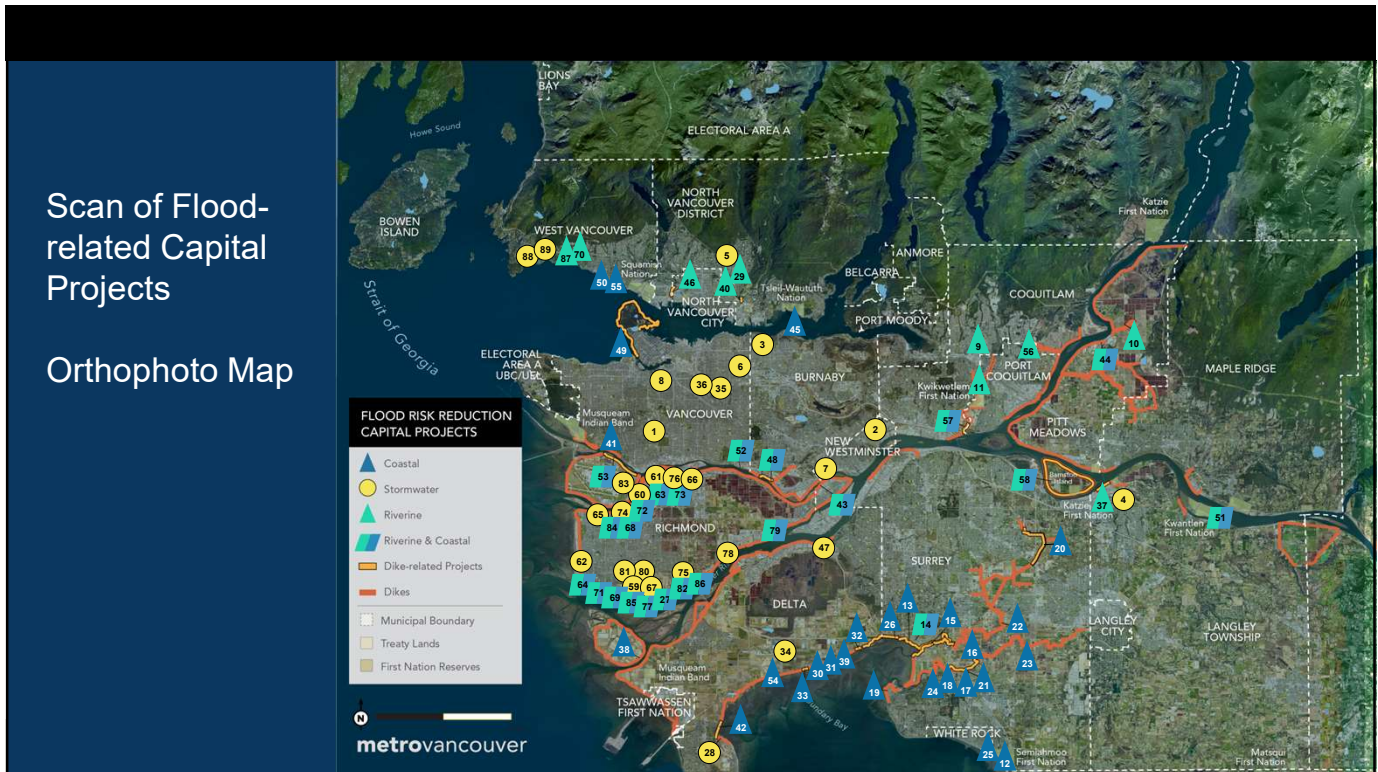 Scan of Flood-
related Capital
Projects
Orthophoto Map
LIONS
BAY
Howe Sound
ELECTORAL AREA A
BOWEN
ISLAND
NORTH
VANCOUVER
DISTRICT
Katzie
First Nation
WEST VANCOUVER
88
89
87
70
5
ANMORE
Squamish
Nation
50
55
46
40
29
BELCARRA
Tsleil-Waututh
Nation
COQUITLAM
Strait of Georgia
NORTH
VANCOUVER
CITY
45
PORT MOODY
49
3
9
56
10
44
ELECTORAL
AREA A
UBC/UEL
6
8
36
35
BURNABY
PORT
COQUITLAM
MAPLE RIDGE
Kwikwetlem
First Nation
11
FLOOD RISK REDUCTION
CAPITAL PROJECTS
Coastal
Stormwater
Riverine
Riverine & Coastal
Dike-related Projects
Dikes
Municipal Boundary
Treaty Lands
First Nation Reserves
Musqueam
Indian Band
VANCOUVER
41
1
2
57
PITT
MEADOWS
NEW
WESTMINSTER
52
48
7
53
83
61
76
66
60
63
73
58
Barnston
Island
Katzie
First Nation
37
4
65
74
72
84
68
RICHMOND
43
79
Kwantlen
First Nation
51
62
78
47
20
SURREY
81
80
75
59
67
64
71
69
85
77
27
82
86
DELTA
13
26
14
15
22
LANGLEY
CITY
LANGLEY
TOWNSHIP
38
32
34
16
23
39
31
30
54
33
Musqueam
Indian Band
19
24
18
17
21
TSAWWASSEN
FIRST NATION
42
WHITE ROCK
28
25
12
Semiahmoo
First Nation
Matsqui
First Nation
N
metrovancouver